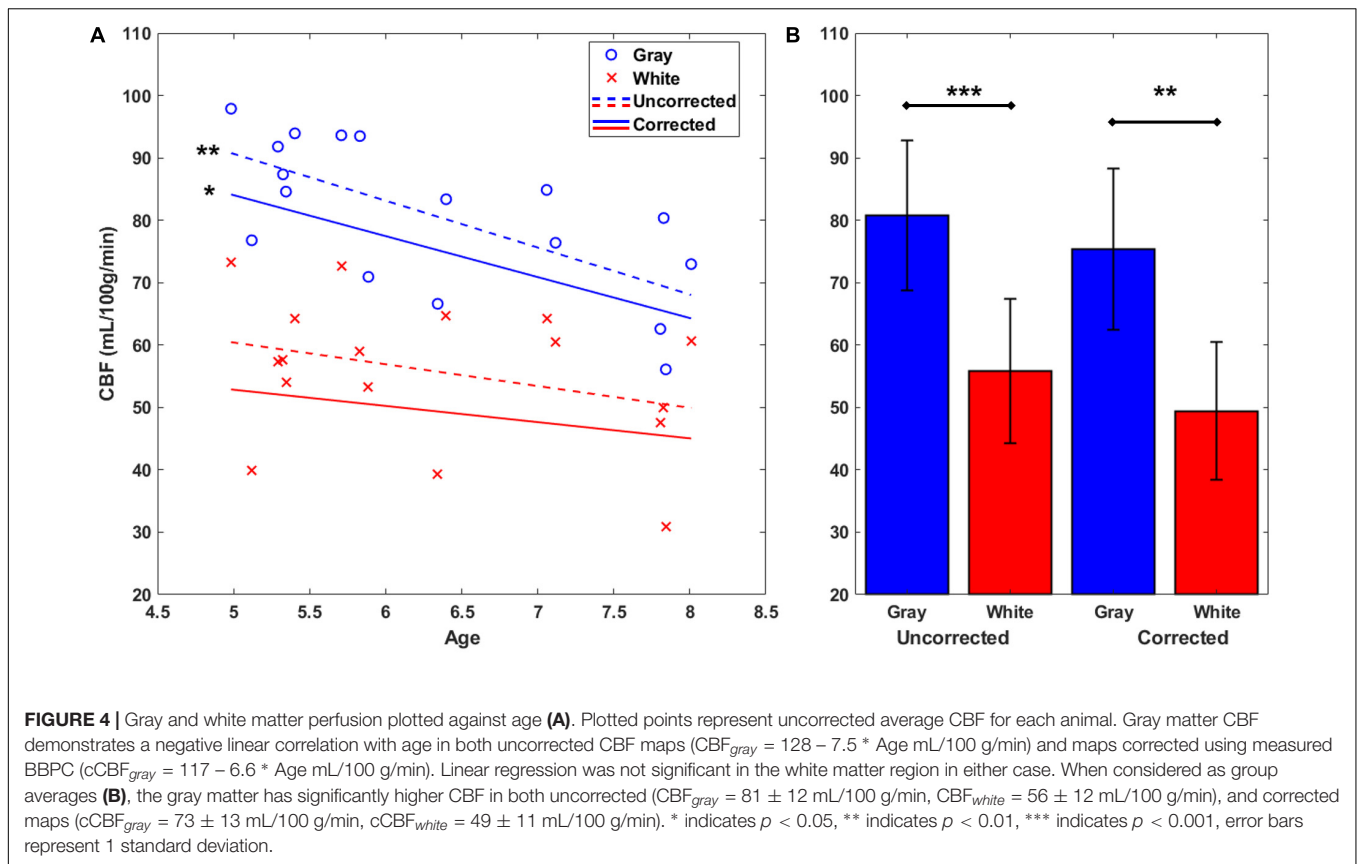 A
110
100
90
80
70
60
50
40
30
20
CBF (mL/100g/min)
4.5 5 5.5 6 6.5 7 7.5 8 8.5
Age
Gray
White
Uncorrected
Corrected
**
*
B
110
100
90
80
70
60
50
40
30
20
*** **
Gray White Gray White
Uncorrected Corrected
FIGURE 4 | Gray and white matter perfusion plotted against age (A). Plotted points represent uncorrected average CBF for each animal. Gray matter CBF
demonstrates a negative linear correlation with age in both uncorrected CBF maps (CBFgray = 128 – 7.5 * Age mL/100 g/min) and maps corrected using measured
BBPC (cCBFgray = 117 – 6.6 * Age mL/100 g/min). Linear regression was not significant in the white matter region in either case. When considered as group
averages (B), the gray matter has significantly higher CBF in both uncorrected (CBFgray = 81 ± 12 mL/100 g/min, CBFwhite = 56 ± 12 mL/100 g/min), and corrected
maps (cCBFgray = 73 ± 13 mL/100 g/min, cCBFwhite = 49 ± 11 mL/100 g/min). * indicates p < 0.05, ** indicates p < 0.01, *** indicates p < 0.001, error bars
represent 1 standard deviation.